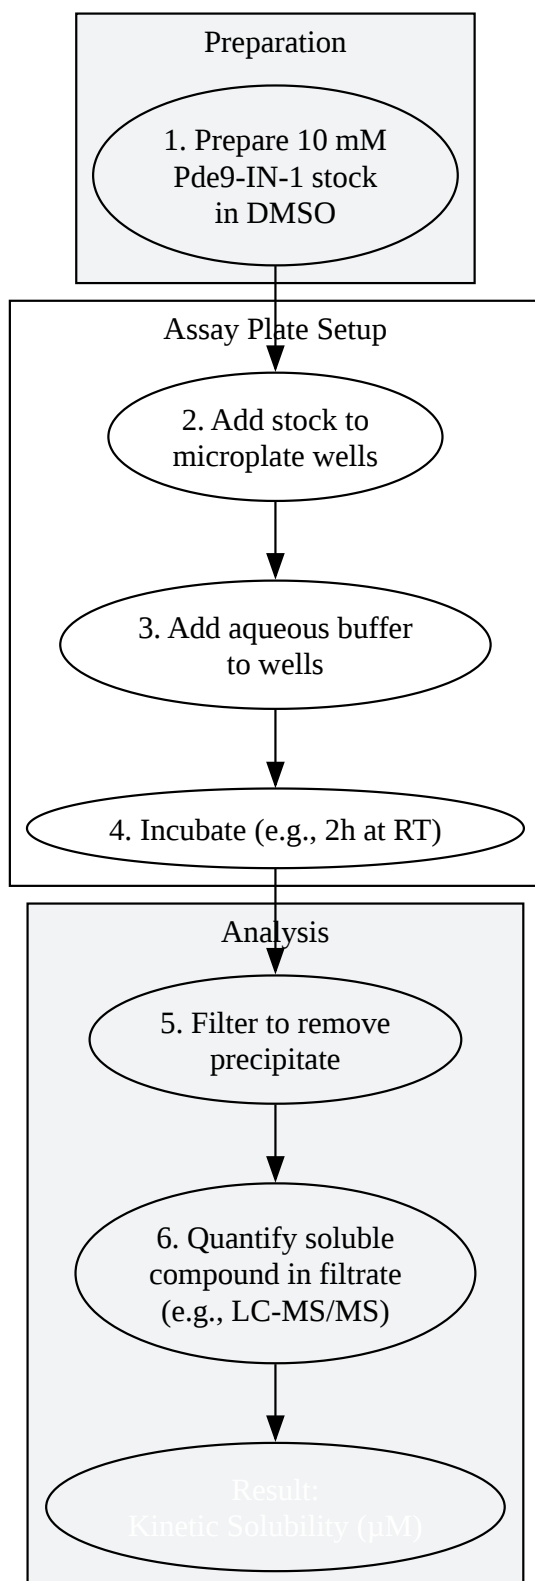 Preparation
1. Prepare 10 mM
Pde9-IN-1 stock
in DMSO
Assay Plate Setup
2. Add stock to
microplate wells
3. Add aqueous buffer
to wells
4. Incubate (e.g., 2h at RT)
Analysis
5. Filter to remove
precipitate
6. Quantify soluble
compound in filtrate
(e.g., LC-MS/MS)
Result:
Kinetic Solubility (µM)